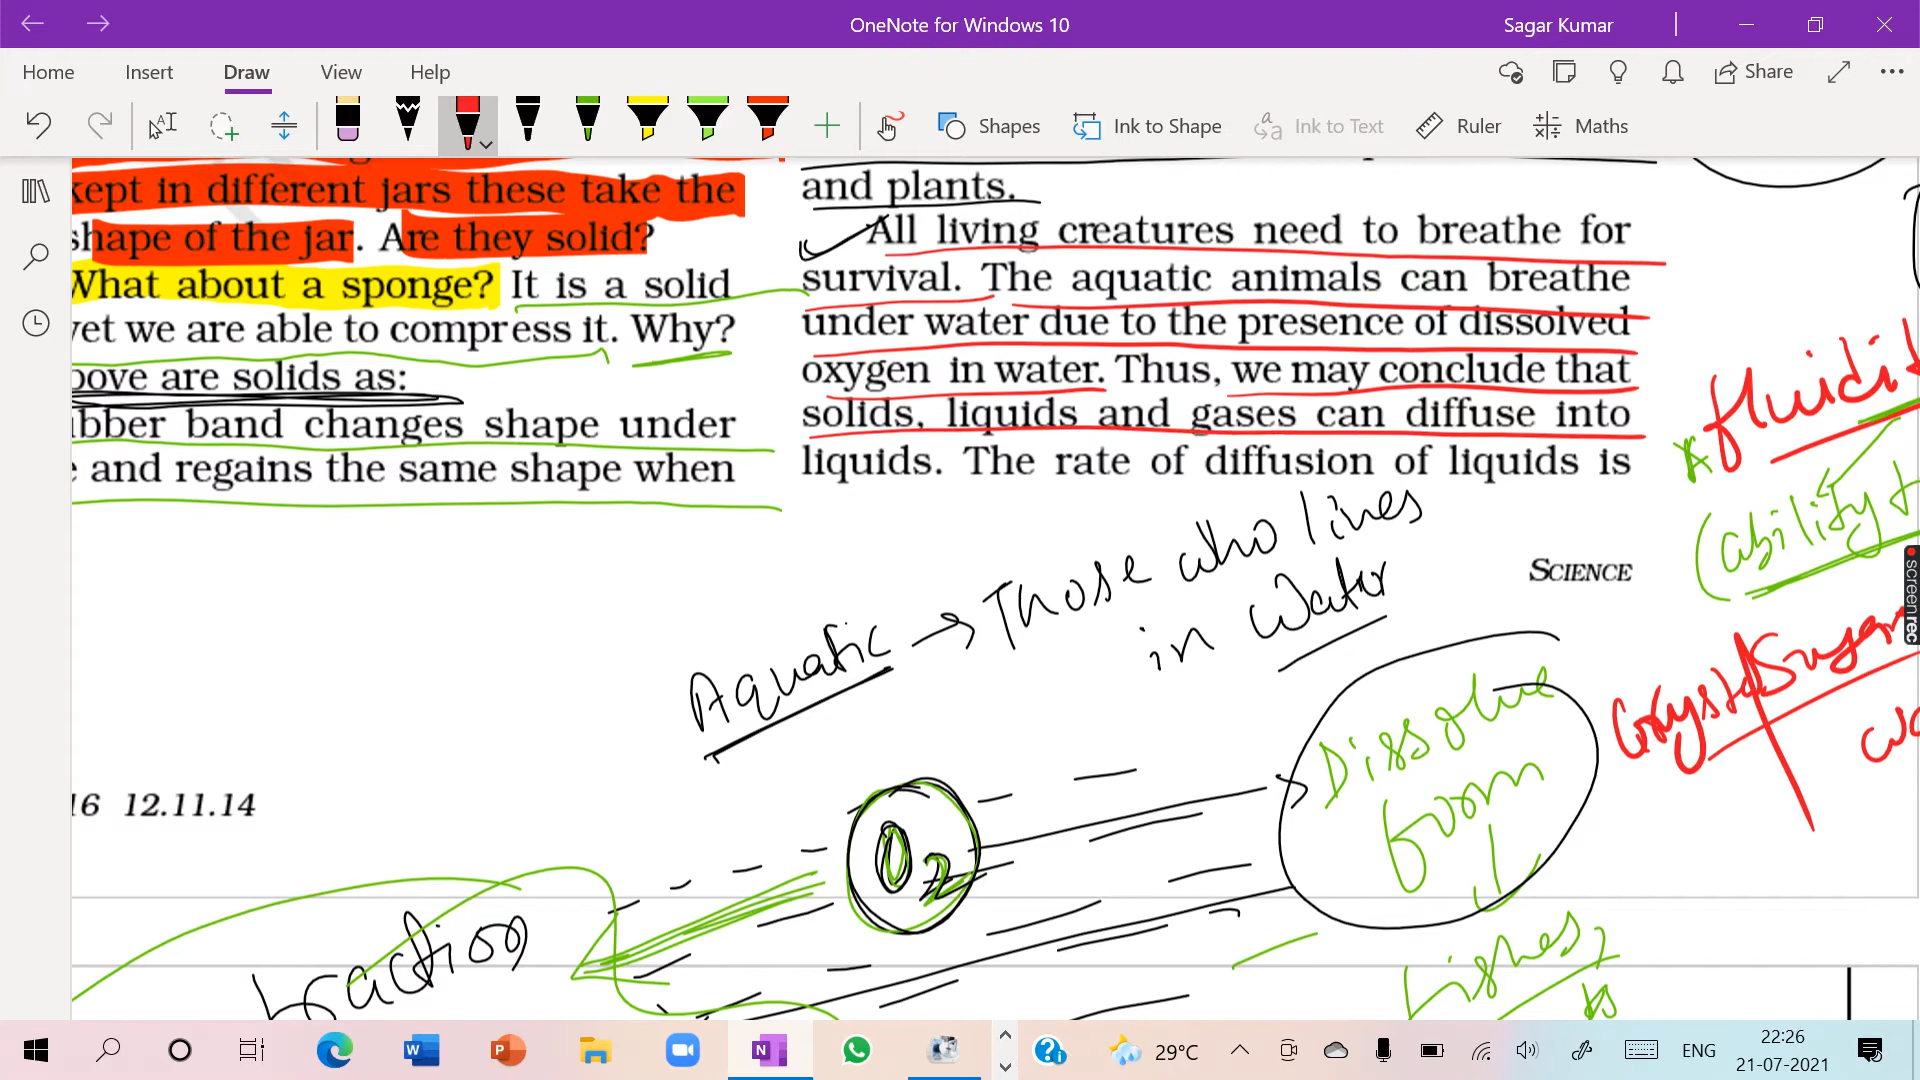 OneNote for Windows 10
Sagar Kumar
Home Insert Draw View Help
Share
Shapes Ink to Shape Ink to Text Ruler Maths
kept in different jars these take the
shape of the jar. Are they solid?
What about a sponge? It is a solid
yet we are able to compress it. Why?
bove are solids as:
ubber band changes shape under
e and regains the same shape when
and plants.
All living creatures need to breathe for
survival. The aquatic animals can breathe
under water due to the presence of dissolved
oxygen in water. Thus, we may conclude that
solids, liquids and gases can diffuse into
liquids. The rate of diffusion of liquids is
SCIENCE
fluidit
(ability t
Aquatic → Those who lives
in water
Dissolve
form
O2
fishes
16 12.11.14
screenrec
29°C
ENG
22:26
21-07-2021